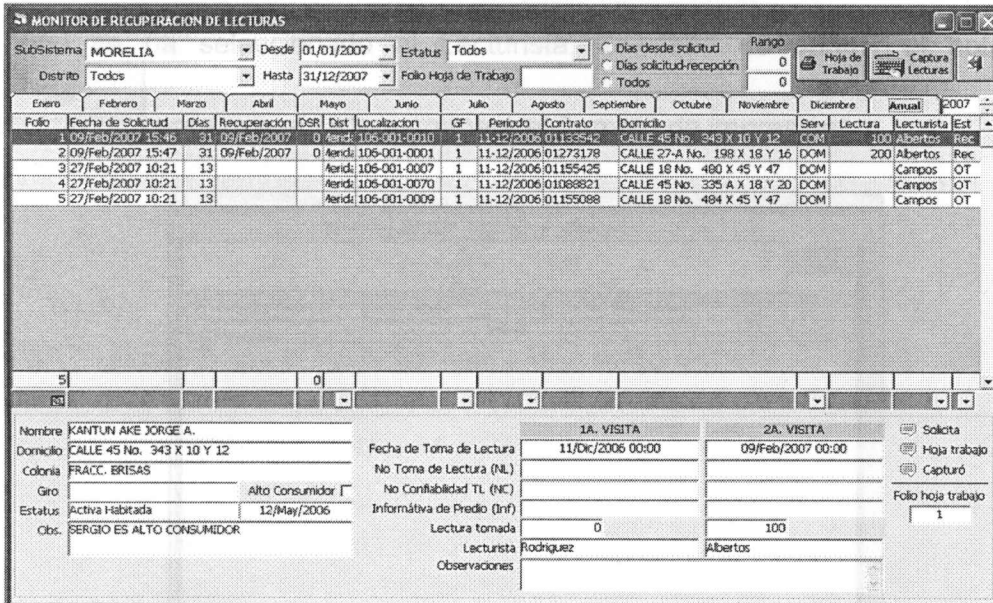 MONITOR DE RECUPERACION DE LECTURAS
SubSistema MORELIA Desde 01/01/2007 Estatus Todos Dias desde solicitud Rango 0 Hoja de Trabajo Captura Lecturas
Dias solicitud-recepción 0
Distrito Todos Hasta 31/12/2007 Folio Hoja de Trabajo Todos
Enero Febrero Marzo Abril Mayo Junio Julio Agosto Septiembre Octubre Noviembre Diciembre Anual 2007
Folio Fecha de Solicitud Días Recuperación DSR Dist Localizacion GF Periodo Contrato Domicilio Serv Lectura Lecturista Est
1 09/Feb/2007 15:46 31 09/Feb/2007 0 Merida 106-001-0010 1 11-12/2006 01133542 CALLE 45 No. 343 X 10 Y 12 COM 100 Albertos Rec
2 09/Feb/2007 15:47 31 09/Feb/2007 0 Merida 106-001-0001 1 11-12/2006 01273178 CALLE 27-A No. 198 X 18 Y 16 DOM 200 Albertos Rec
3 27/Feb/2007 10:21 13 Merida 106-001-0007 1 11-12/2006 01155425 CALLE 18 No. 480 X 45 Y 47 DOM Campos OT
4 27/Feb/2007 10:21 13 Merida 106-001-0070 1 11-12/2006 01088821 CALLE 45 No. 335 A X 18 Y 20 DOM Campos OT
5 27/Feb/2007 10:21 13 Merida 106-001-0009 1 11-12/2006 01155088 CALLE 18 No. 484 X 45 Y 47 DOM Campos OT
5 0
Nombre KANTUN AKE JORGE A.
Domicilio CALLE 45 No. 343 X 10 Y 12
Colonia FRACC. BRISAS
Giro Alto Consumidor
Estatus Activa Habitada 12/May/2006
Obs. SERGIO ES ALTO CONSUMIDOR
1A. VISITA 2A. VISITA
Fecha de Toma de Lectura 11/Dic/2006 00:00 09/Feb/2007 00:00
No Toma de Lectura (NL)
No Confiabilidad TL (NC)
Informátiva de Predio (Inf)
Lectura tomada 0 100
Lecturista Rodriguez Albertos
Observaciones
Solicita
Hoja trabajo
Capturó
Folio hoja trabajo
1